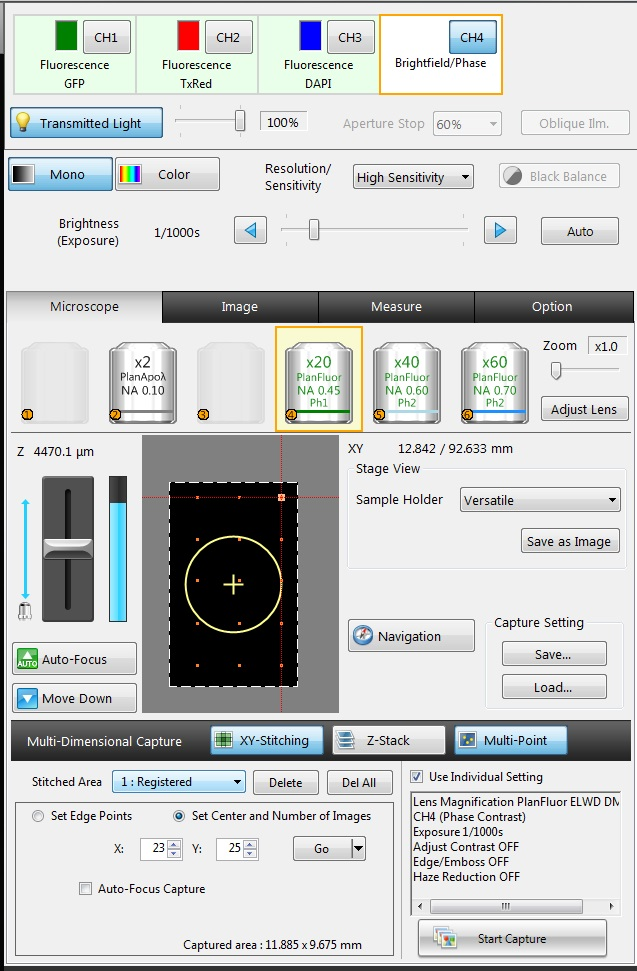 CH1
Fluorescence
GFP
CH2
Fluorescence
TxRed
CH3
Fluorescence
DAPI
CH4
Brightfield/Phase
Transmitted Light
100%
Aperture Stop
60%
Oblique Ilm.
Mono
Color
Resolution/
Sensitivity
High Sensitivity
Black Balance
Brightness
(Exposure)
1/1000s
Auto
Microscope
Image
Measure
Option
1
x2
PlanApoλ
NA 0.10
2
3
x20
PlanFluor
NA 0.45
Ph1
4
x40
PlanFluor
NA 0.60
Ph2
5
x60
PlanFluor
NA 0.70
Ph2
6
Zoom
x1.0
Adjust Lens
Z 4470.1 µm
XY 12.842 / 92.633 mm
Stage View
Sample Holder
Versatile
Save as Image
Navigation
Capture Setting
Save...
Load...
AUTO
Auto-Focus
Move Down
Multi-Dimensional Capture
XY-Stitching
Z-Stack
Multi-Point
Stitched Area
1 : Registered
Delete
Del All
Set Edge Points
Set Center and Number of Images
X: 23
Y: 25
Go
Auto-Focus Capture
Captured area : 11.885 x 9.675 mm
Use Individual Setting
Lens Magnification PlanFluor ELWD DM
CH4 (Phase Contrast)
Exposure 1/1000s
Adjust Contrast OFF
Edge/Emboss OFF
Haze Reduction OFF
Start Capture